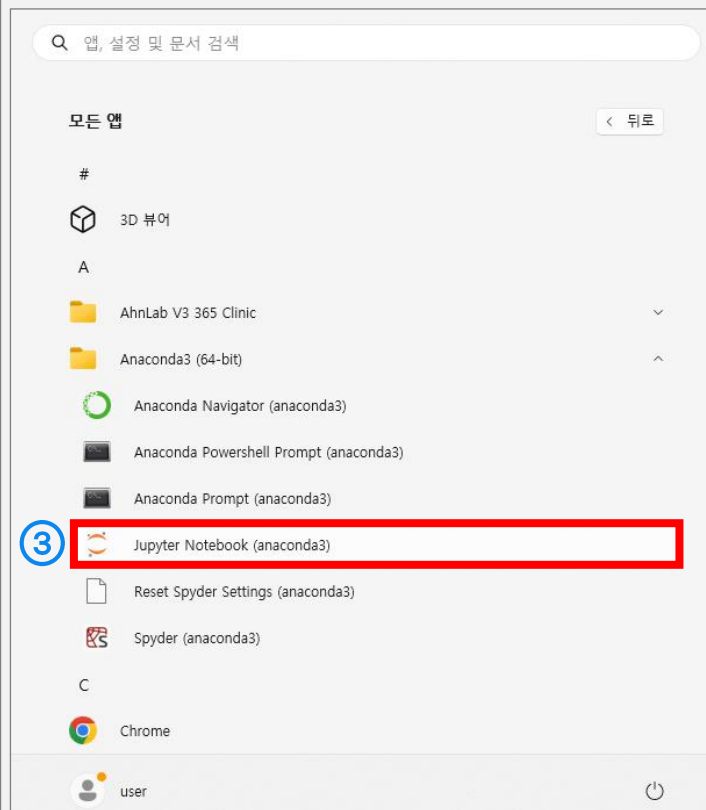 앱, 설정 및 문서 검색
모든 앱
뒤로
#
3D 뷰어
A
AhnLab V3 365 Clinic
Anaconda3 (64-bit)
Anaconda Navigator (anaconda3)
Anaconda Powershell Prompt (anaconda3)
Anaconda Prompt (anaconda3)
③
Jupyter Notebook (anaconda3)
Reset Spyder Settings (anaconda3)
Spyder (anaconda3)
C
Chrome
user